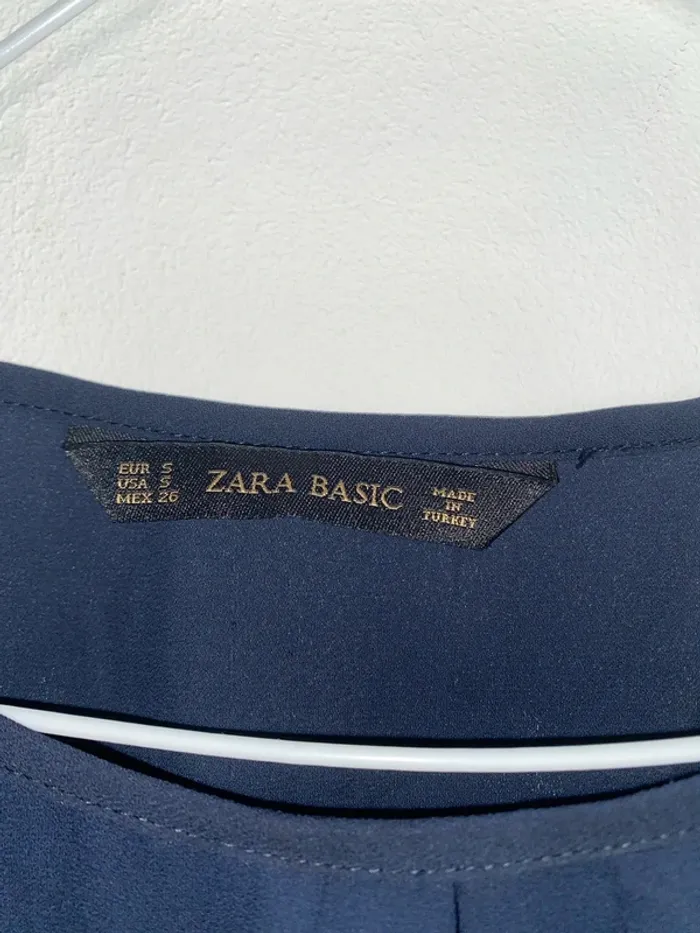 EUR S
USA S
MEX 26
ZARA BASIC
MADE
IN
TURKEY